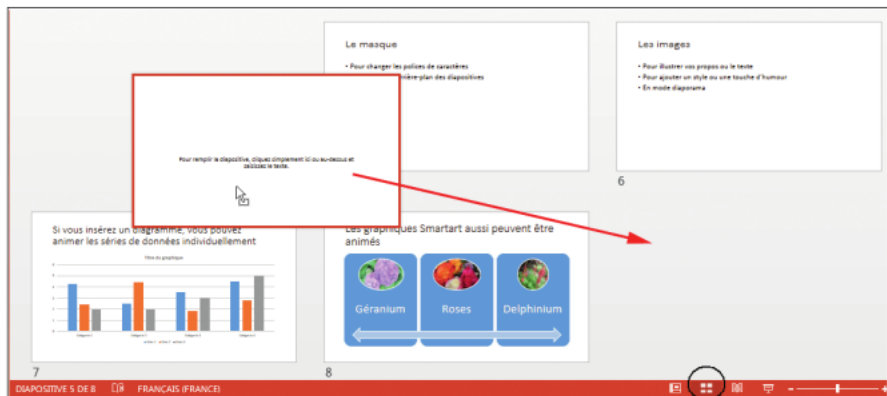 Le masque
• Pour changer les polices de caractères
nière-plan des diapositives
Les images
• Pour illustrer vos propos ou le texte
• Pour ajouter un style ou une touche d'humour
• En mode diaporama
Pour remplir la diapositive, cliquez simplement ici ou au-dessus et
saisissez le texte.
6
Si vous insérez un diagramme, vous pouvez
animer les séries de données individuellement
Titre du graphique
Les graphiques Smartart aussi peuvent être
animés
Géranium
Roses
Delphinium
7
8
DIAPOSITIVE 5 DE 8
FRANÇAIS (FRANCE)